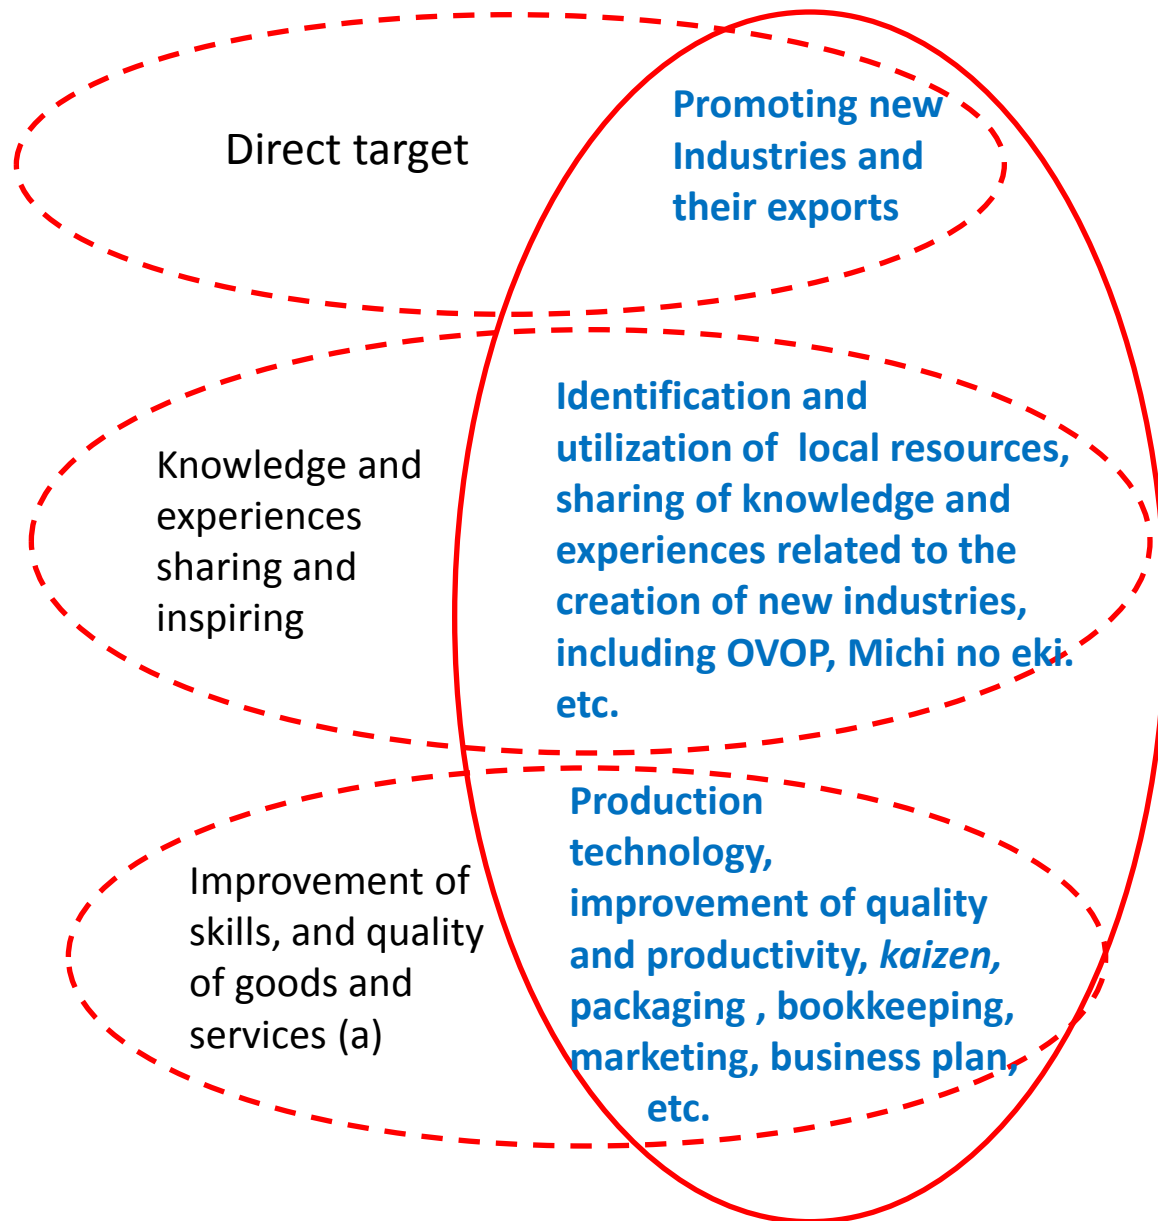 Direct target
Promoting new
Industries and
their exports
Knowledge and
experiences
sharing and
inspiring
Identification and
utilization of local resources,
sharing of knowledge and
experiences related to the
creation of new industries,
including OVOP, Michi no eki.
etc.
Improvement of
skills, and quality
of goods and
services (a)
Production
technology,
improvement of quality
and productivity, kaizen,
packaging , bookkeeping,
marketing, business plan,
etc.